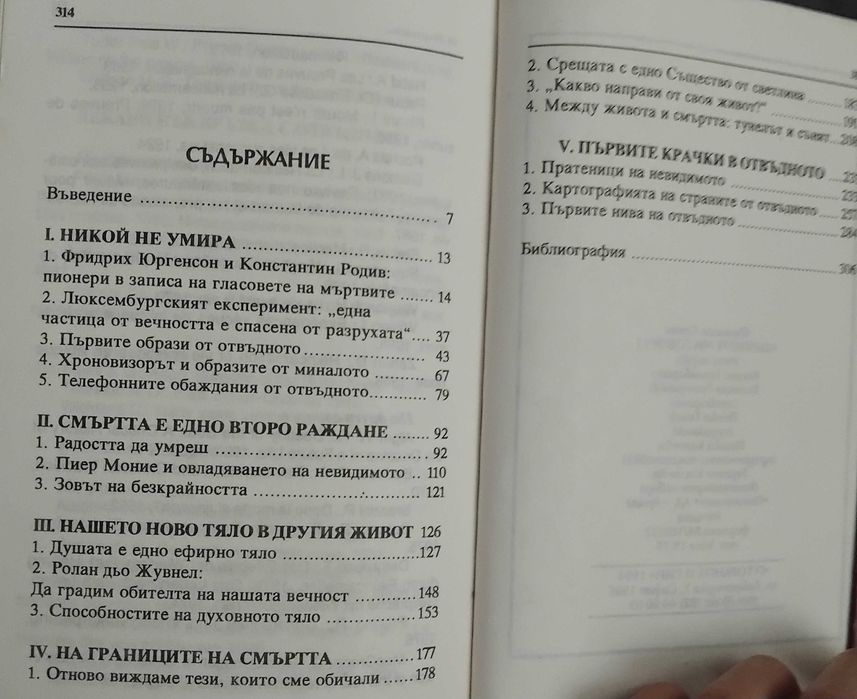 314
СЪДЪРЖАНИЕ
Въведение ........................................ 7
I. НИКОЙ НЕ УМИРА ........................... 13
1. Фридрих Юргенсон и Константин Родив:
пионери в записа на гласовете на мъртвите ....... 14
2. Люксембургският експеримент: „една
частица от вечността е спасена от разрухата“.... 37
3. Първите образи от отвъдното .................. 43
4. Хроновизорът и образите от миналото .......... 67
5. Телефонните обаждания от отвъдното............ 79
II. СМЪРТТА Е ЕДНО ВТОРО РАЖДАНЕ ....... 92
1. Радостта да умреш ............................ 92
2. Пиер Моние и овладяването на невидимото .. 110
3. Зовът на безкрайността ...................... 121
III. НАШЕТО НОВО ТЯЛО В ДРУГИЯ ЖИВОТ 126
1. Душата е едно ефирно тяло .................. 127
2. Ролан дьо Жувнел:
Да градим обителта на нашата вечност .......... 148
3. Способностите на духовното тяло ............. 153
IV. НА ГРАНИЦИТЕ НА СМЪРТТА ............. 177
1. Отново виждаме тези, които сме обичали ..... 178
2. Срещата с едно Същество от светлина
3. „Какво направи от своя живот?“
4. Между живота и смъртта: тунелът и
V. ПЪРВИТЕ КРАЧКИ В ОТВЪДНОТО
1. Пратеници на невидимото
2. Картографията на страните от отвъдното
3. Първите нива на отвъдното
Библиография